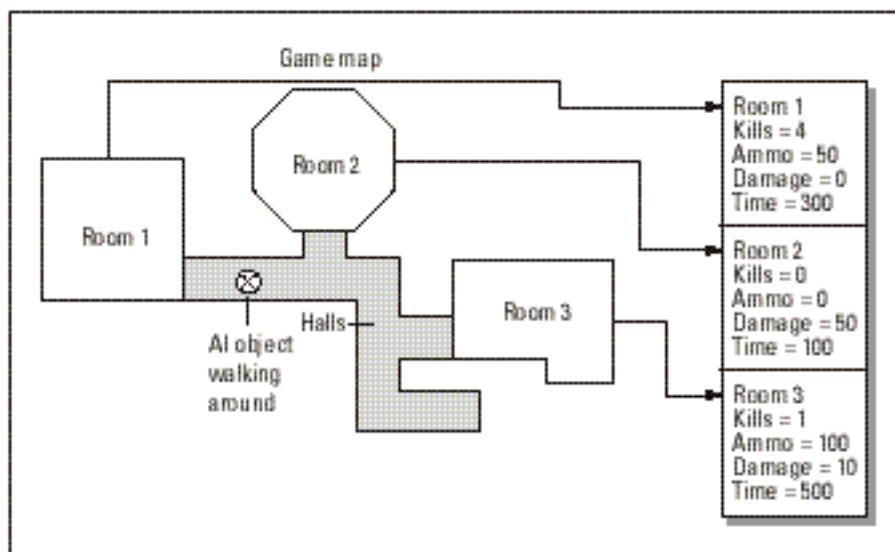 Game map
Room 1
Room 2
Room 3
Halls
AI object
walking
around
Room 1
Kills = 4
Ammo = 50
Damage = 0
Time = 300
Room 2
Kills = 0
Ammo = 0
Damage = 50
Time = 100
Room 3
Kills = 1
Ammo = 100
Damage = 10
Time = 500